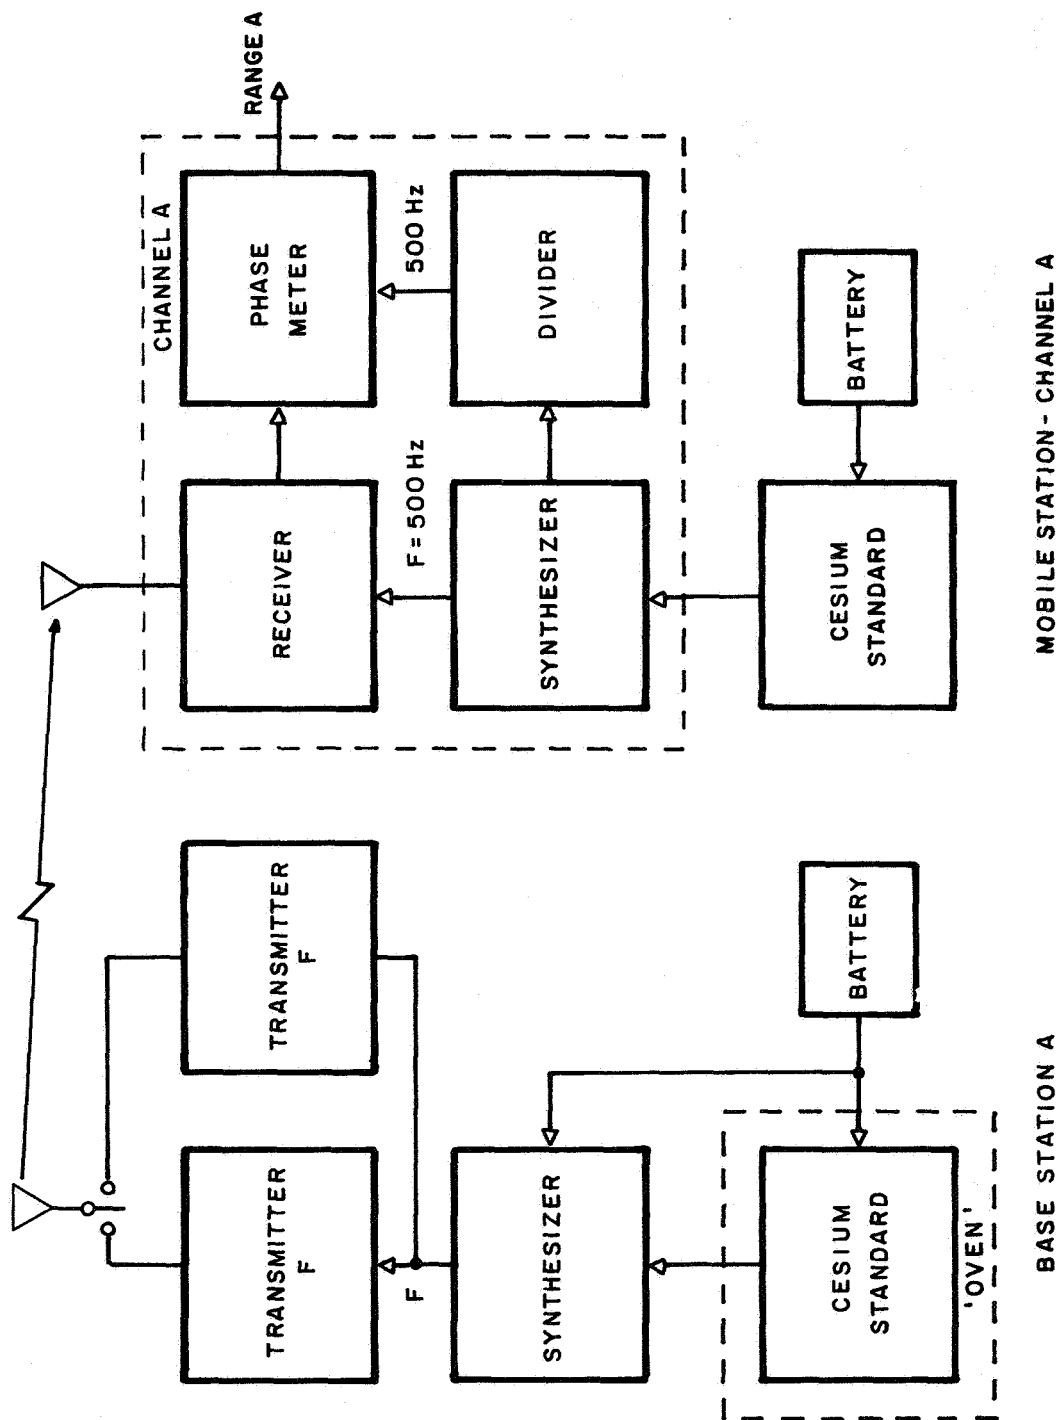 TRANSMITTER
F
TRANSMITTER
F
F
SYNTHESIZER
CESIUM
STANDARD
'OVEN'
BATTERY
BASE STATION A
CHANNEL A
RECEIVER
PHASE
METER
RANGE A
F = 500 Hz
500 Hz
SYNTHESIZER
DIVIDER
CESIUM
STANDARD
BATTERY
MOBILE STATION - CHANNEL A